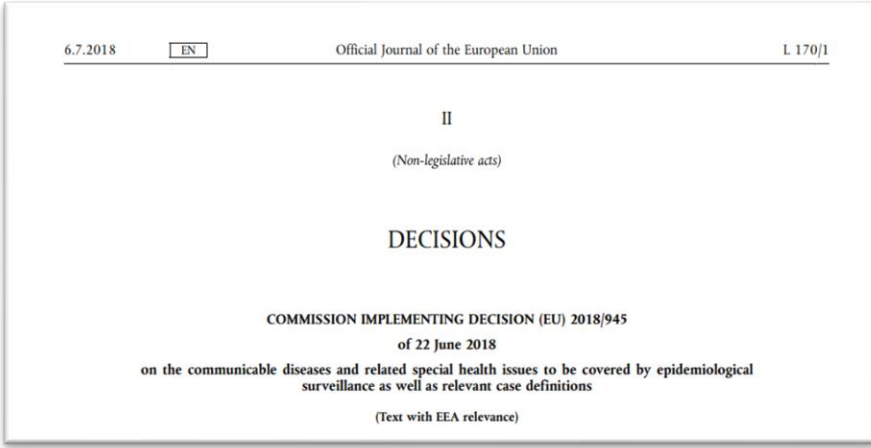 6.7.2018 EN Official Journal of the European Union L 170/1
II
(Non-legislative acts)
DECISIONS
COMMISSION IMPLEMENTING DECISION (EU) 2018/945
of 22 June 2018
on the communicable diseases and related special health issues to be covered by epidemiological
surveillance as well as relevant case definitions
(Text with EEA relevance)